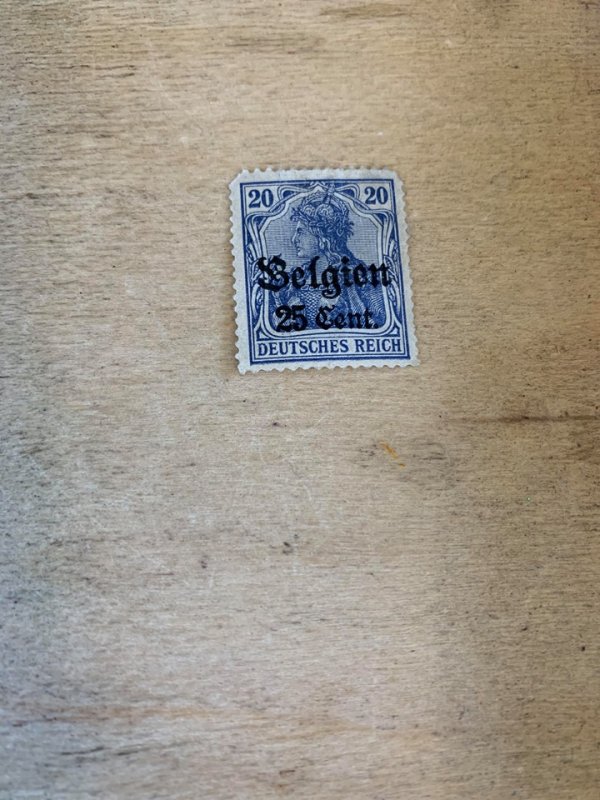 20 20
Belgien
25 Cent.
DEUTSCHES REICH